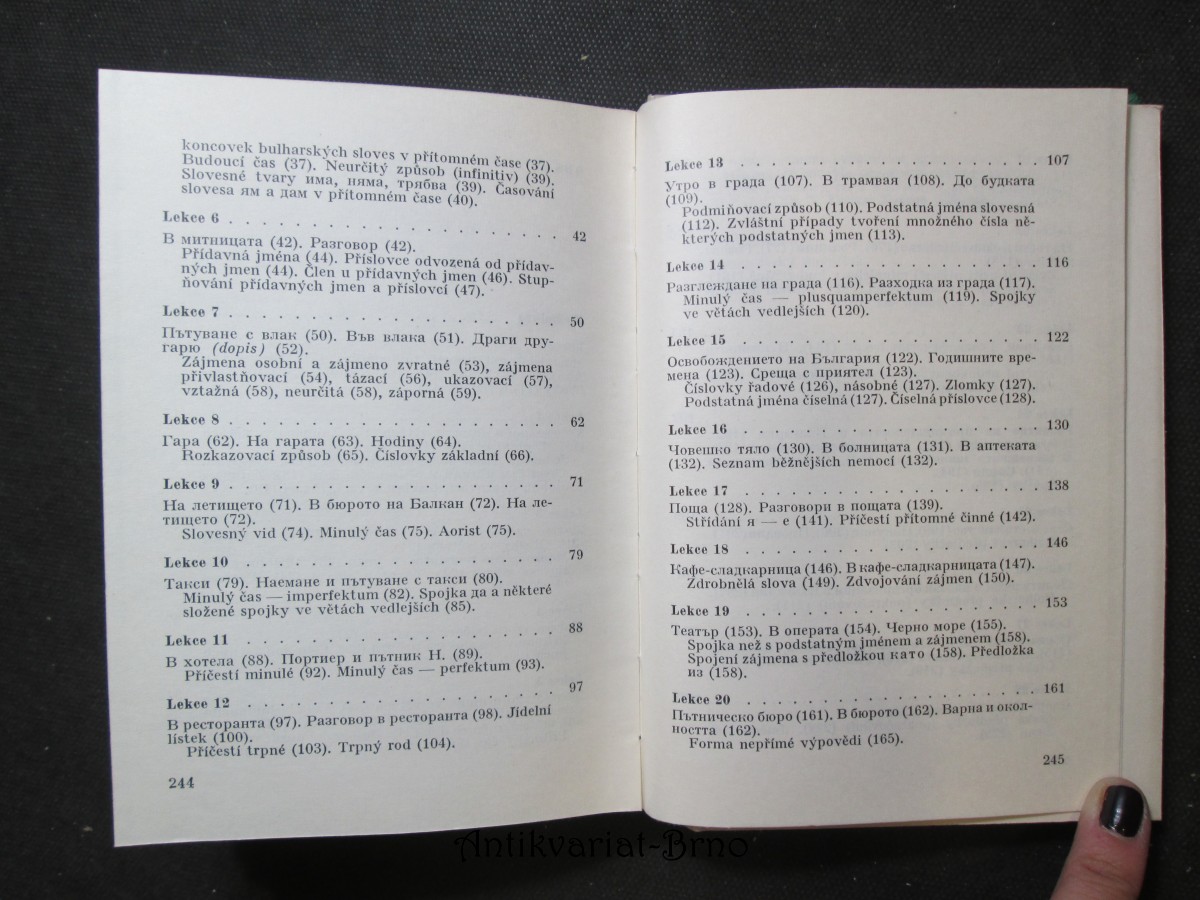 koncovek bulharských sloves v přítomném čase (37).
Budoucí čas (37). Neurčitý způsob (infinitiv) (39).
Slovesné tvary има, няма, трябва (39). Časování
slovesa ям a дам v přítomném čase (40).
Lekce 6 . . . . . . . . . . . . . . . . . . . . 42
В митницата (42). Разговор (42).
Přídavná jména (44). Příslovce odvozená od přídav-
ných jmen (44). Člen u přídavných jmen (46). Stup-
ňování přídavných jmen a příslovcí (47).
Lekce 7 . . . . . . . . . . . . . . . . . . . . 50
Пътуване с влак (50). Във влака (51). Драги дру-
гарю (dopis) (52).
Zájmena osobní a zájmeno zvratné (53), zájmena
přivlastňovací (54), tázací (56), ukazovací (57),
vztažná (58), neurčitá (58), záporná (59).
Lekce 8 . . . . . . . . . . . . . . . . . . . . 62
Гара (62). На гарата (63). Hodiny (64).
Rozkazovací způsob (65). Číslovky základní (66).
Lekce 9 . . . . . . . . . . . . . . . . . . . . 71
На летището (71). В бюрото на Балкан (72). На ле-
тището (72).
Slovesný vid (74). Minulý čas (75). Aorist (75).
Lekce 10 . . . . . . . . . . . . . . . . . . . . 79
Такси (79). Наемане и пътуване с такси (80).
Minulý čas — imperfektum (82). Spojka да a některé
složené spojky ve větách vedlejších (85).
Lekce 11 . . . . . . . . . . . . . . . . . . . . 88
В хотела (88). Портиер и пътник Н. (89).
Příčestí minulé (92). Minulý čas — perfektum (93).
Lekce 12 . . . . . . . . . . . . . . . . . . . . 97
В ресторанта (97). Разговор в ресторанта (98). Jídelní
lístek (100).
Příčestí trpné (103). Trpný rod (104).
244
Lekce 13 . . . . . . . . . . . . . . . . . . . . 107
Утро в града (107). В трамвая (108). До будката
(109).
Podmiňovací způsob (110). Podstatná jména slovesná
(112). Zvláštní případy tvoření množného čísla ně-
kterých podstatných jmen (113).
Lekce 14 . . . . . . . . . . . . . . . . . . . . 116
Разглеждане на града (116). Разходка из града (117).
Minulý čas — plusquamperfektum (119). Spojky
ve větách vedlejších (120).
Lekce 15 . . . . . . . . . . . . . . . . . . . . 122
Освобождението на България (122). Годишните вре-
мена (123). Среща с приятел (123).
Číslovky řadové (126), násobné (127). Zlomky (127).
Podstatná jména číselná (127). Číselná příslovce (128).
Lekce 16 . . . . . . . . . . . . . . . . . . . . 130
Човешко тяло (130). В болницата (131). В аптеката
(132). Seznam běžnějších nemocí (132).
Lekce 17 . . . . . . . . . . . . . . . . . . . . 138
Поща (128). Разговори в пощата (139).
Střídání я — е (141). Příčestí přítomné činné (142).
Lekce 18 . . . . . . . . . . . . . . . . . . . . 146
Кафе-сладкарница (146). В кафе-сладкарницата (147).
Zdrobnělá slova (149). Zdvojování zájmen (150).
Lekce 19 . . . . . . . . . . . . . . . . . . . . 153
Театър (153). В операта (154). Черно море (155).
Spojka než s podstatným jménem a zájmenem (158).
Spojení zájmena s předložkou като (158). Předložka
из (158).
Lekce 20 . . . . . . . . . . . . . . . . . . . . 161
Пътническо бюро (161). В бюрото (162). Варна и окол-
ността (162).
Forma nepřímé výpovědi (165).
245
Antikvariat-Brno